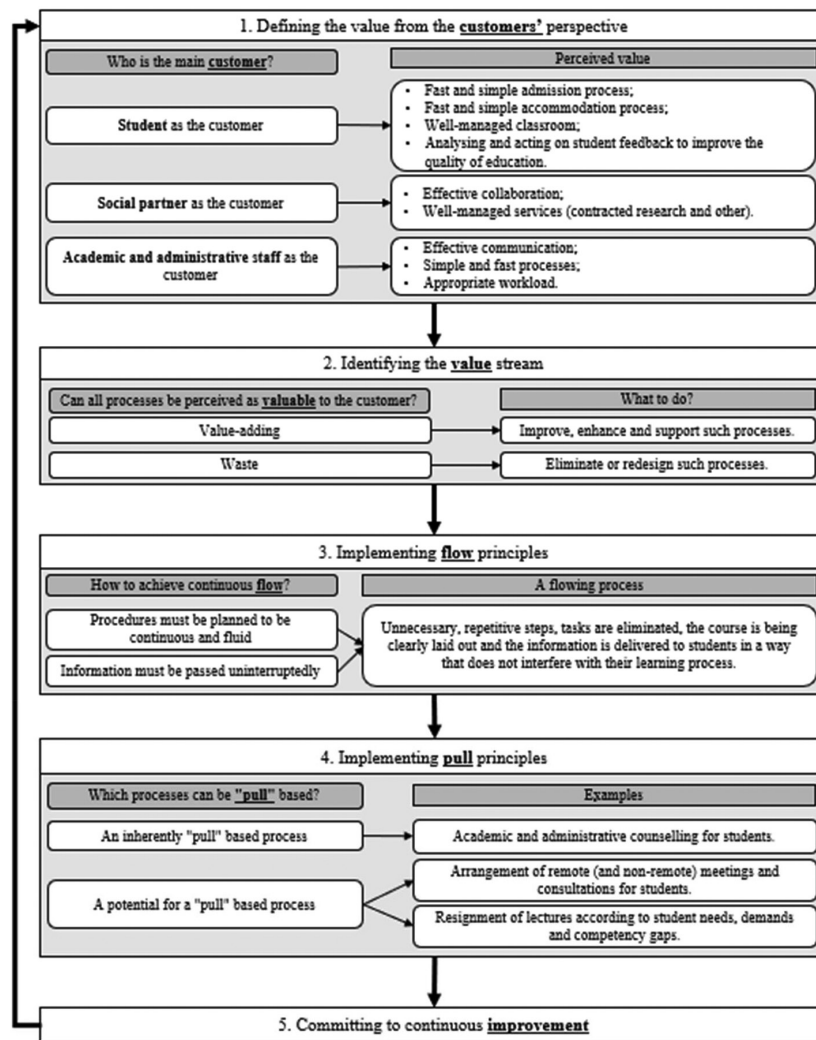 1. Defining the value from the customers' perspective
Who is the main customer?
Perceived value
Student as the customer
• Fast and simple admission process;
• Fast and simple accommodation process;
• Well-managed classroom;
• Analysing and acting on student feedback to improve the
quality of education.
Social partner as the customer
• Effective collaboration;
• Well-managed services (contracted research and other).
Academic and administrative staff as the
customer
• Effective communication;
• Simple and fast processes;
• Appropriate workload.
2. Identifying the value stream
Can all processes be perceived as valuable to the customer?
What to do?
Value-adding
Improve, enhance and support such processes.
Waste
Eliminate or redesign such processes.
3. Implementing flow principles
How to achieve continuous flow?
A flowing process
Procedures must be planned to be
continuous and fluid
Information must be passed uninterruptedly
Unnecessary, repetitive steps, tasks are eliminated, the course is being
clearly laid out and the information is delivered to students in a way
that does not interfere with their learning process.
4. Implementing pull principles
Which processes can be "pull" based?
Examples
An inherently "pull" based process
Academic and administrative counselling for students.
A potential for a "pull" based process
Arrangement of remote (and non-remote) meetings and
consultations for students.
Resignment of lectures according to student needs, demands
and competency gaps.
5. Committing to continuous improvement